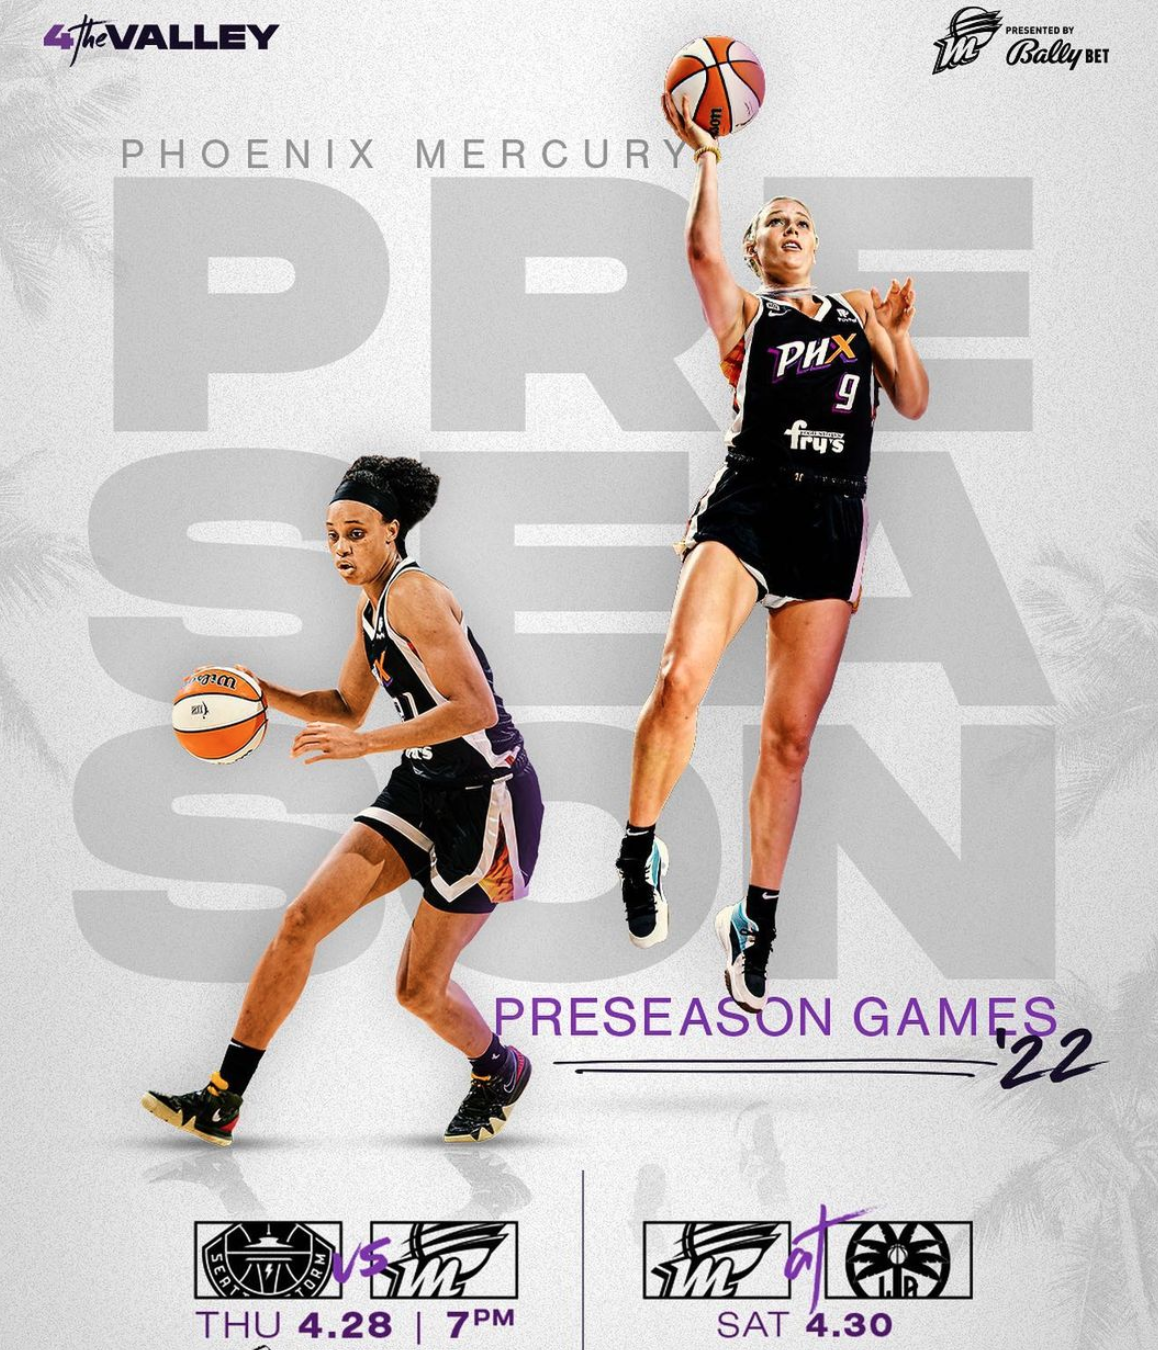 4theVALLEY
PRESENTED BY
Bally BET
PHOENIX MERCURY
PRE
SEA
SON
PHX
9
fry's
Wilson
PRESEASON GAMES
'22
vs
at
THU 4.28 | 7PM
SAT 4.30